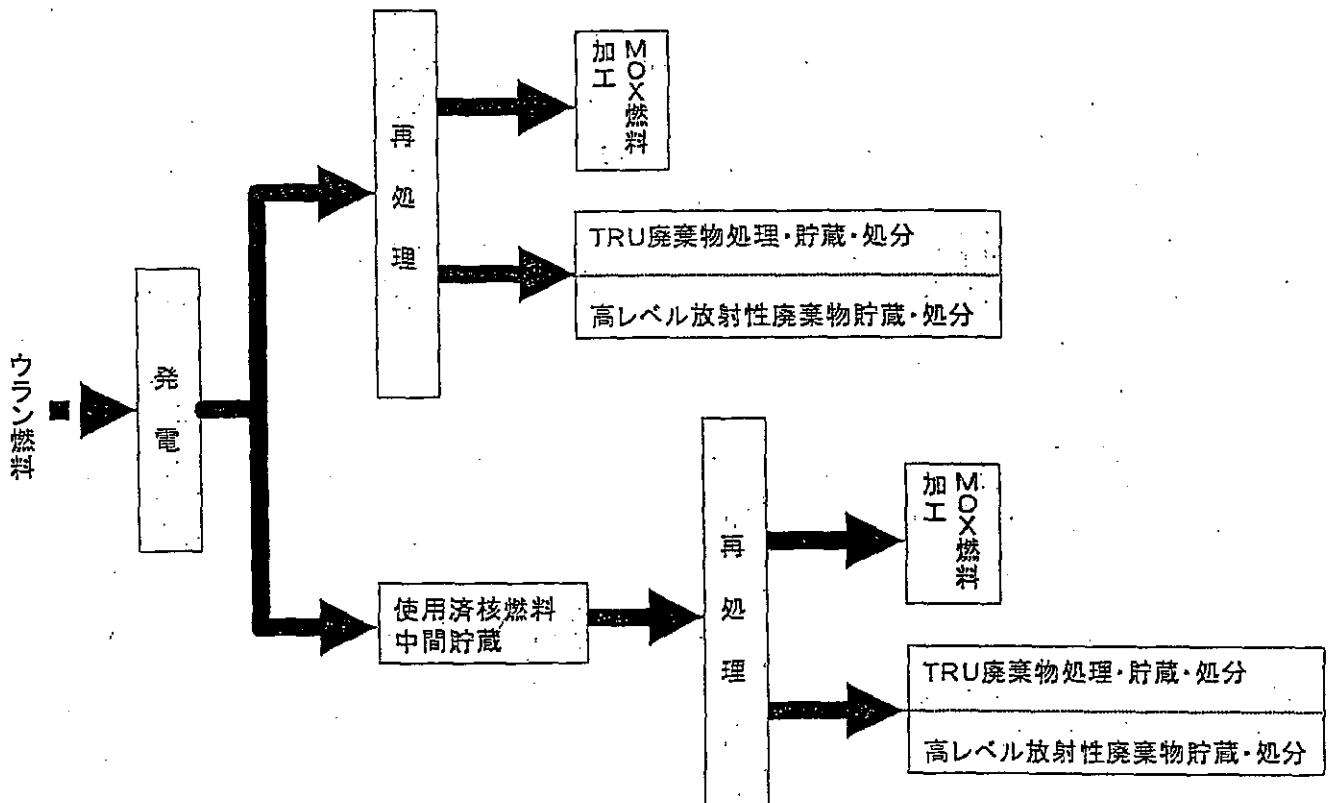 ウラン燃料
発電
再処理
MOX燃料
加工
TRU廃棄物処理・貯蔵・処分
高レベル放射性廃棄物貯蔵・処分
使用済核燃料
中間貯蔵
再処理
MOX燃料
加工
TRU廃棄物処理・貯蔵・処分
高レベル放射性廃棄物貯蔵・処分